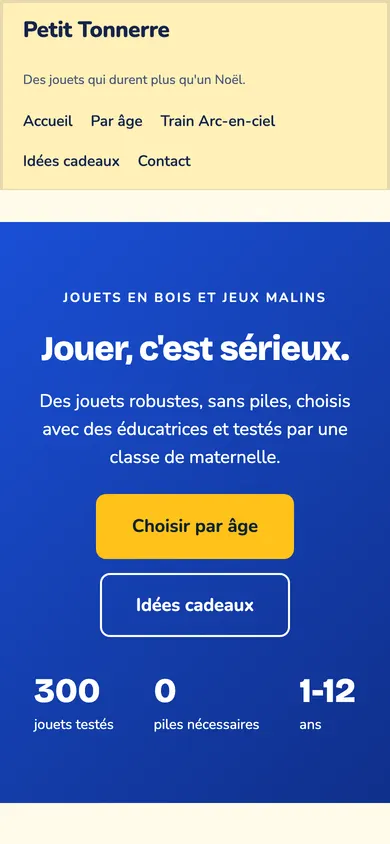 Petit Tonnerre
Des jouets qui durent plus qu'un Noël.
Accueil Par âge Train Arc-en-ciel
Idées cadeaux Contact
JOUETS EN BOIS ET JEUX MALINS
Jouer, c'est sérieux.
Des jouets robustes, sans piles, choisis
avec des éducatrices et testés par une
classe de maternelle.
Choisir par âge
Idées cadeaux
300 0 1-12
jouets testés piles nécessaires ans